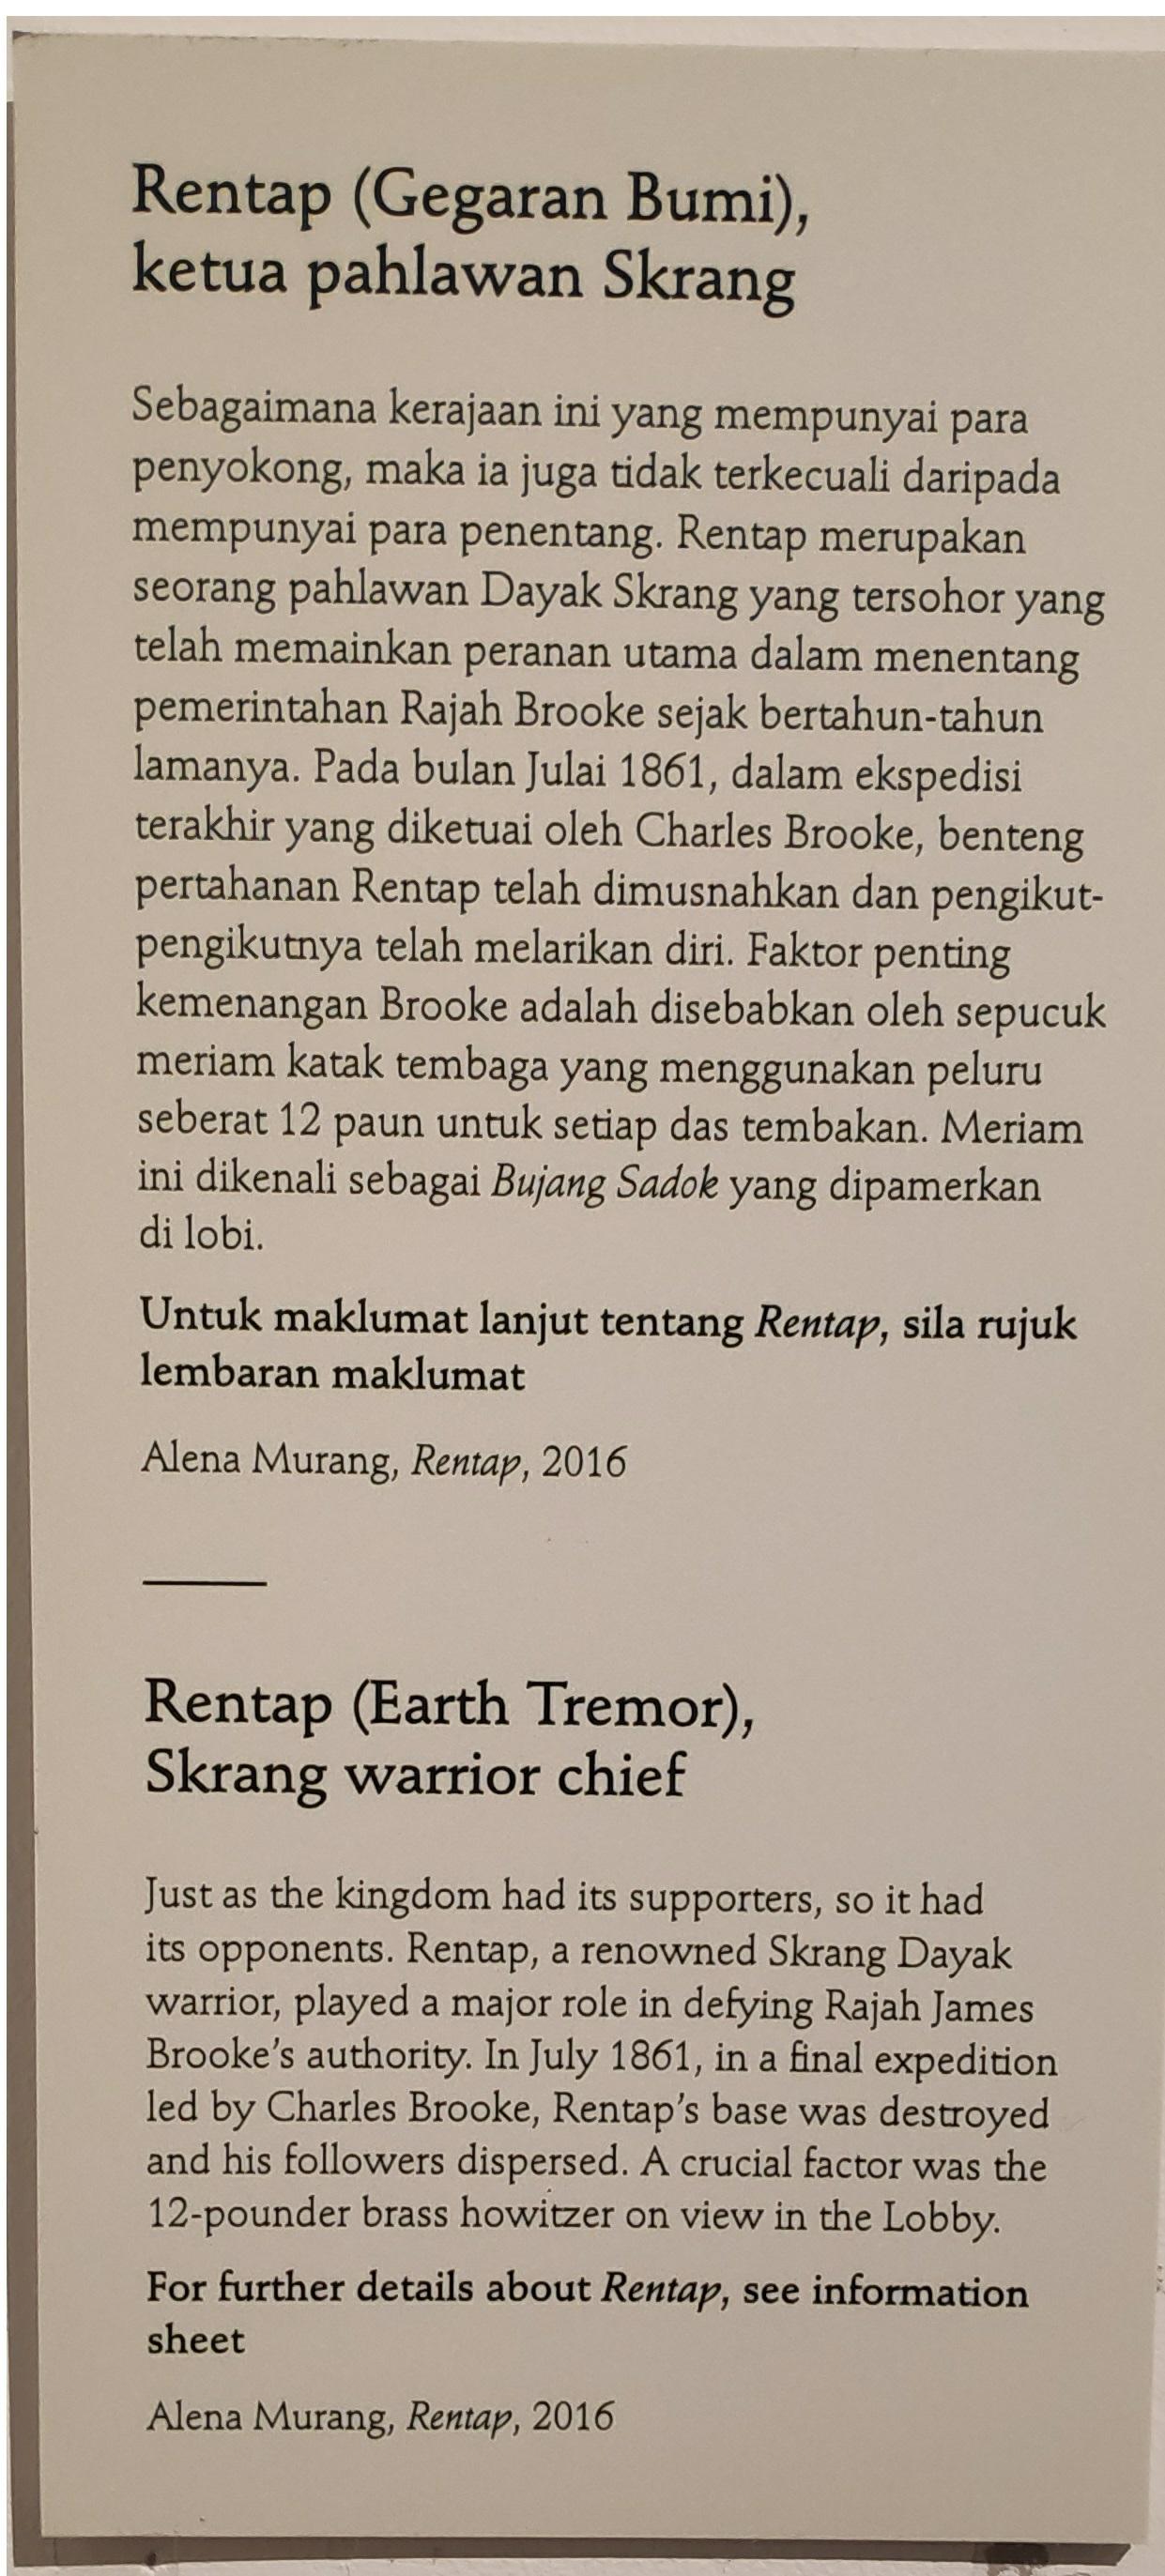 Rentap (Gegaran Bumi),
ketua pahlawan Skrang
Sebagaimana kerajaan ini yang mempunyai para
penyokong, maka ia juga tidak terkecuali daripada
mempunyai para penentang. Rentap merupakan
seorang pahlawan Dayak Skrang yang tersohor yang
telah memainkan peranan utama dalam menentang
pemerintahan Rajah Brooke sejak bertahun-tahun
lamanya. Pada bulan Julai 1861, dalam ekspedisi
terakhir yang diketuai oleh Charles Brooke, benteng
pertahanan Rentap telah dimusnahkan dan pengikut-
pengikutnya telah melarikan diri. Faktor penting
kemenangan Brooke adalah disebabkan oleh sepucuk
meriam katak tembaga yang menggunakan peluru
seberat 12 paun untuk setiap das tembakan. Meriam
ini dikenali sebagai Bujang Sadok yang dipamerkan
di lobi.
Untuk maklumat lanjut tentang Rentap, sila rujuk
lembaran maklumat
Alena Murang, Rentap, 2016
Rentap (Earth Tremor),
Skrang warrior chief
Just as the kingdom had its supporters, so it had
its opponents. Rentap, a renowned Skrang Dayak
warrior, played a major role in defying Rajah James
Brooke's authority. In July 1861, in a final expedition
led by Charles Brooke, Rentap's base was destroyed
and his followers dispersed. A crucial factor was the
12-pounder brass howitzer on view in the Lobby.
For further details about Rentap, see information
sheet
Alena Murang, Rentap, 2016